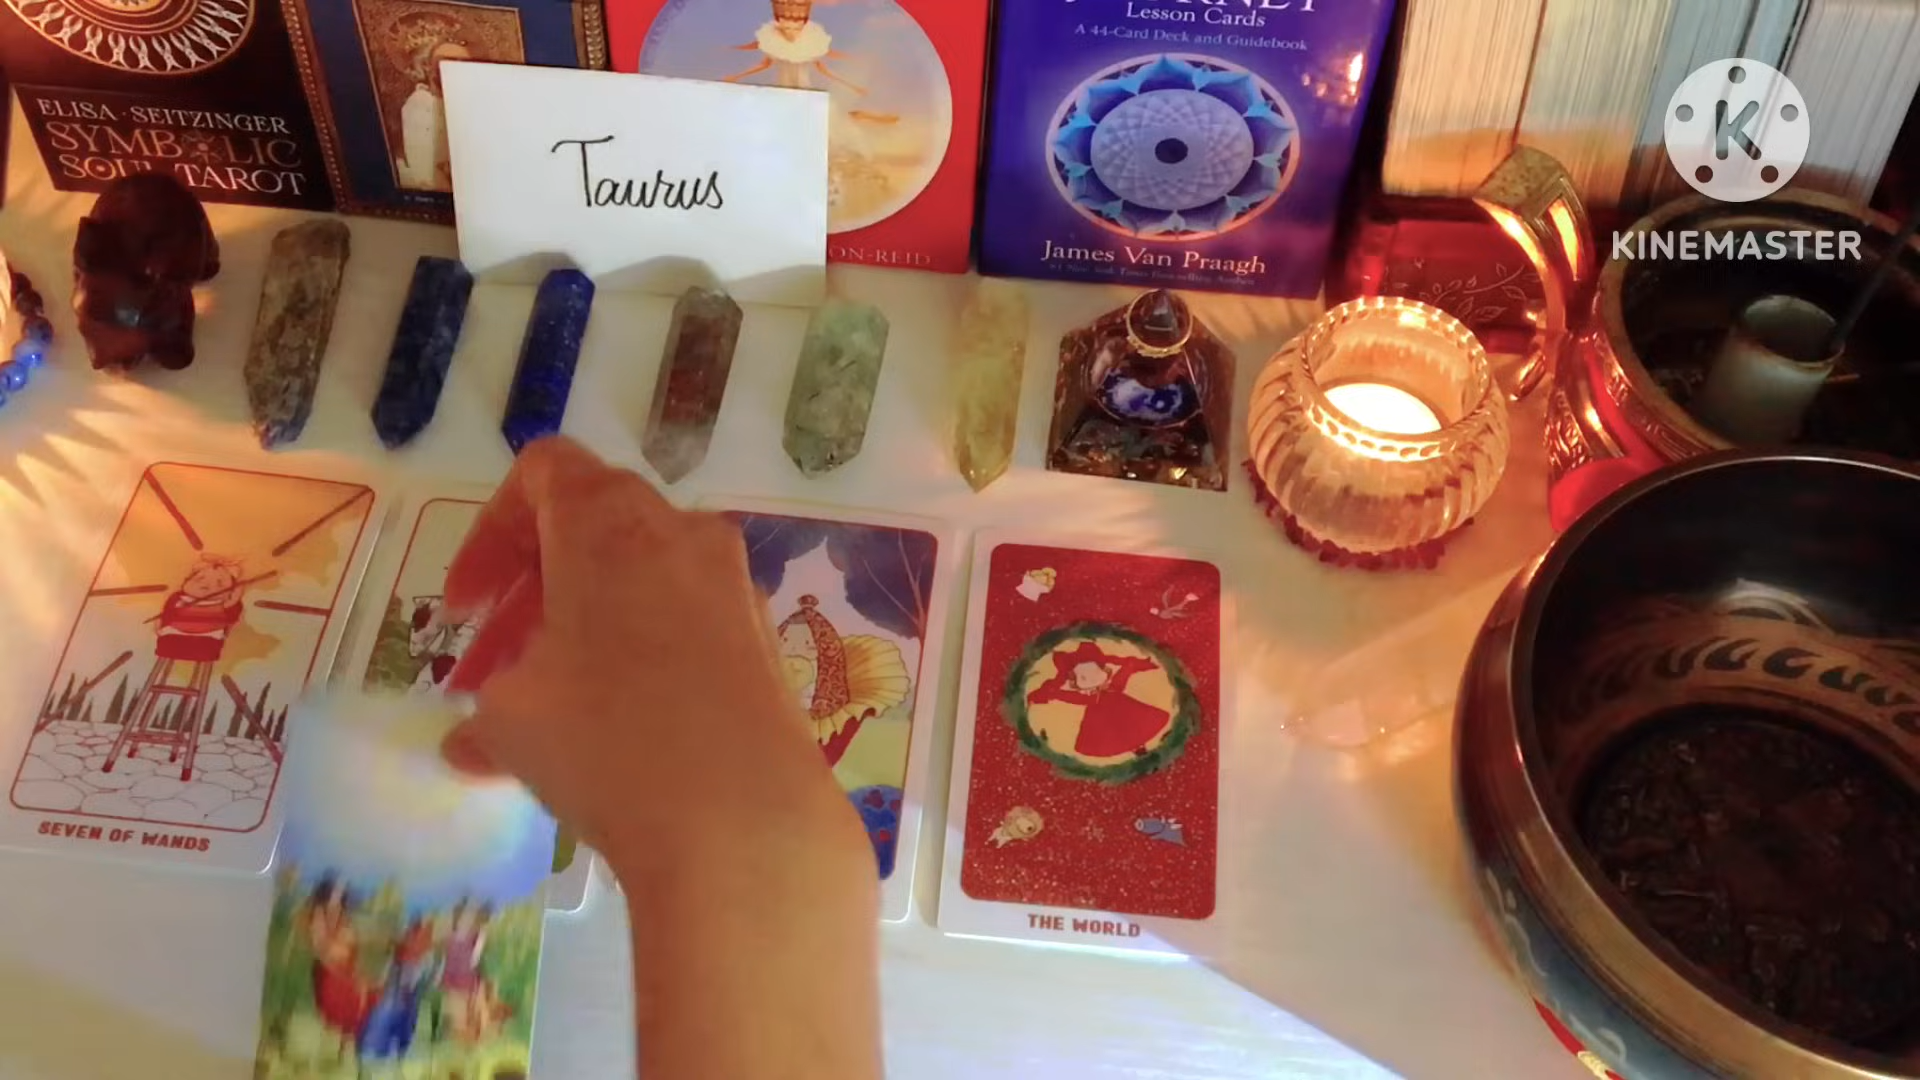 Lesson Cards
A 44-Card Deck and Guidebook
ELISA · SEITZINGER
SYMBOLIC
SOUL TAROT
Taurus
K
KINEMASTER
ON-REID
James Van Praagh
SEVEN OF WANDS
THE WORLD